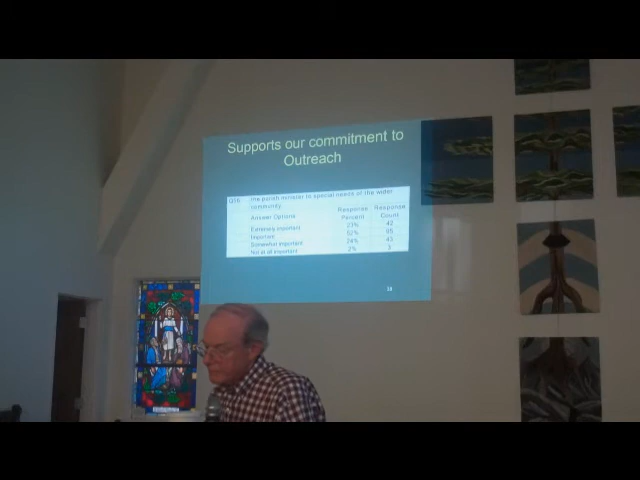 Supports our commitment to
Outreach
the parish minister to special needs of the wider
community
Answer Options Response Percent Response Count
Extremely important 23% 42
Important 52% 95
Somewhat important 24% 43
Not at all important 2% 3